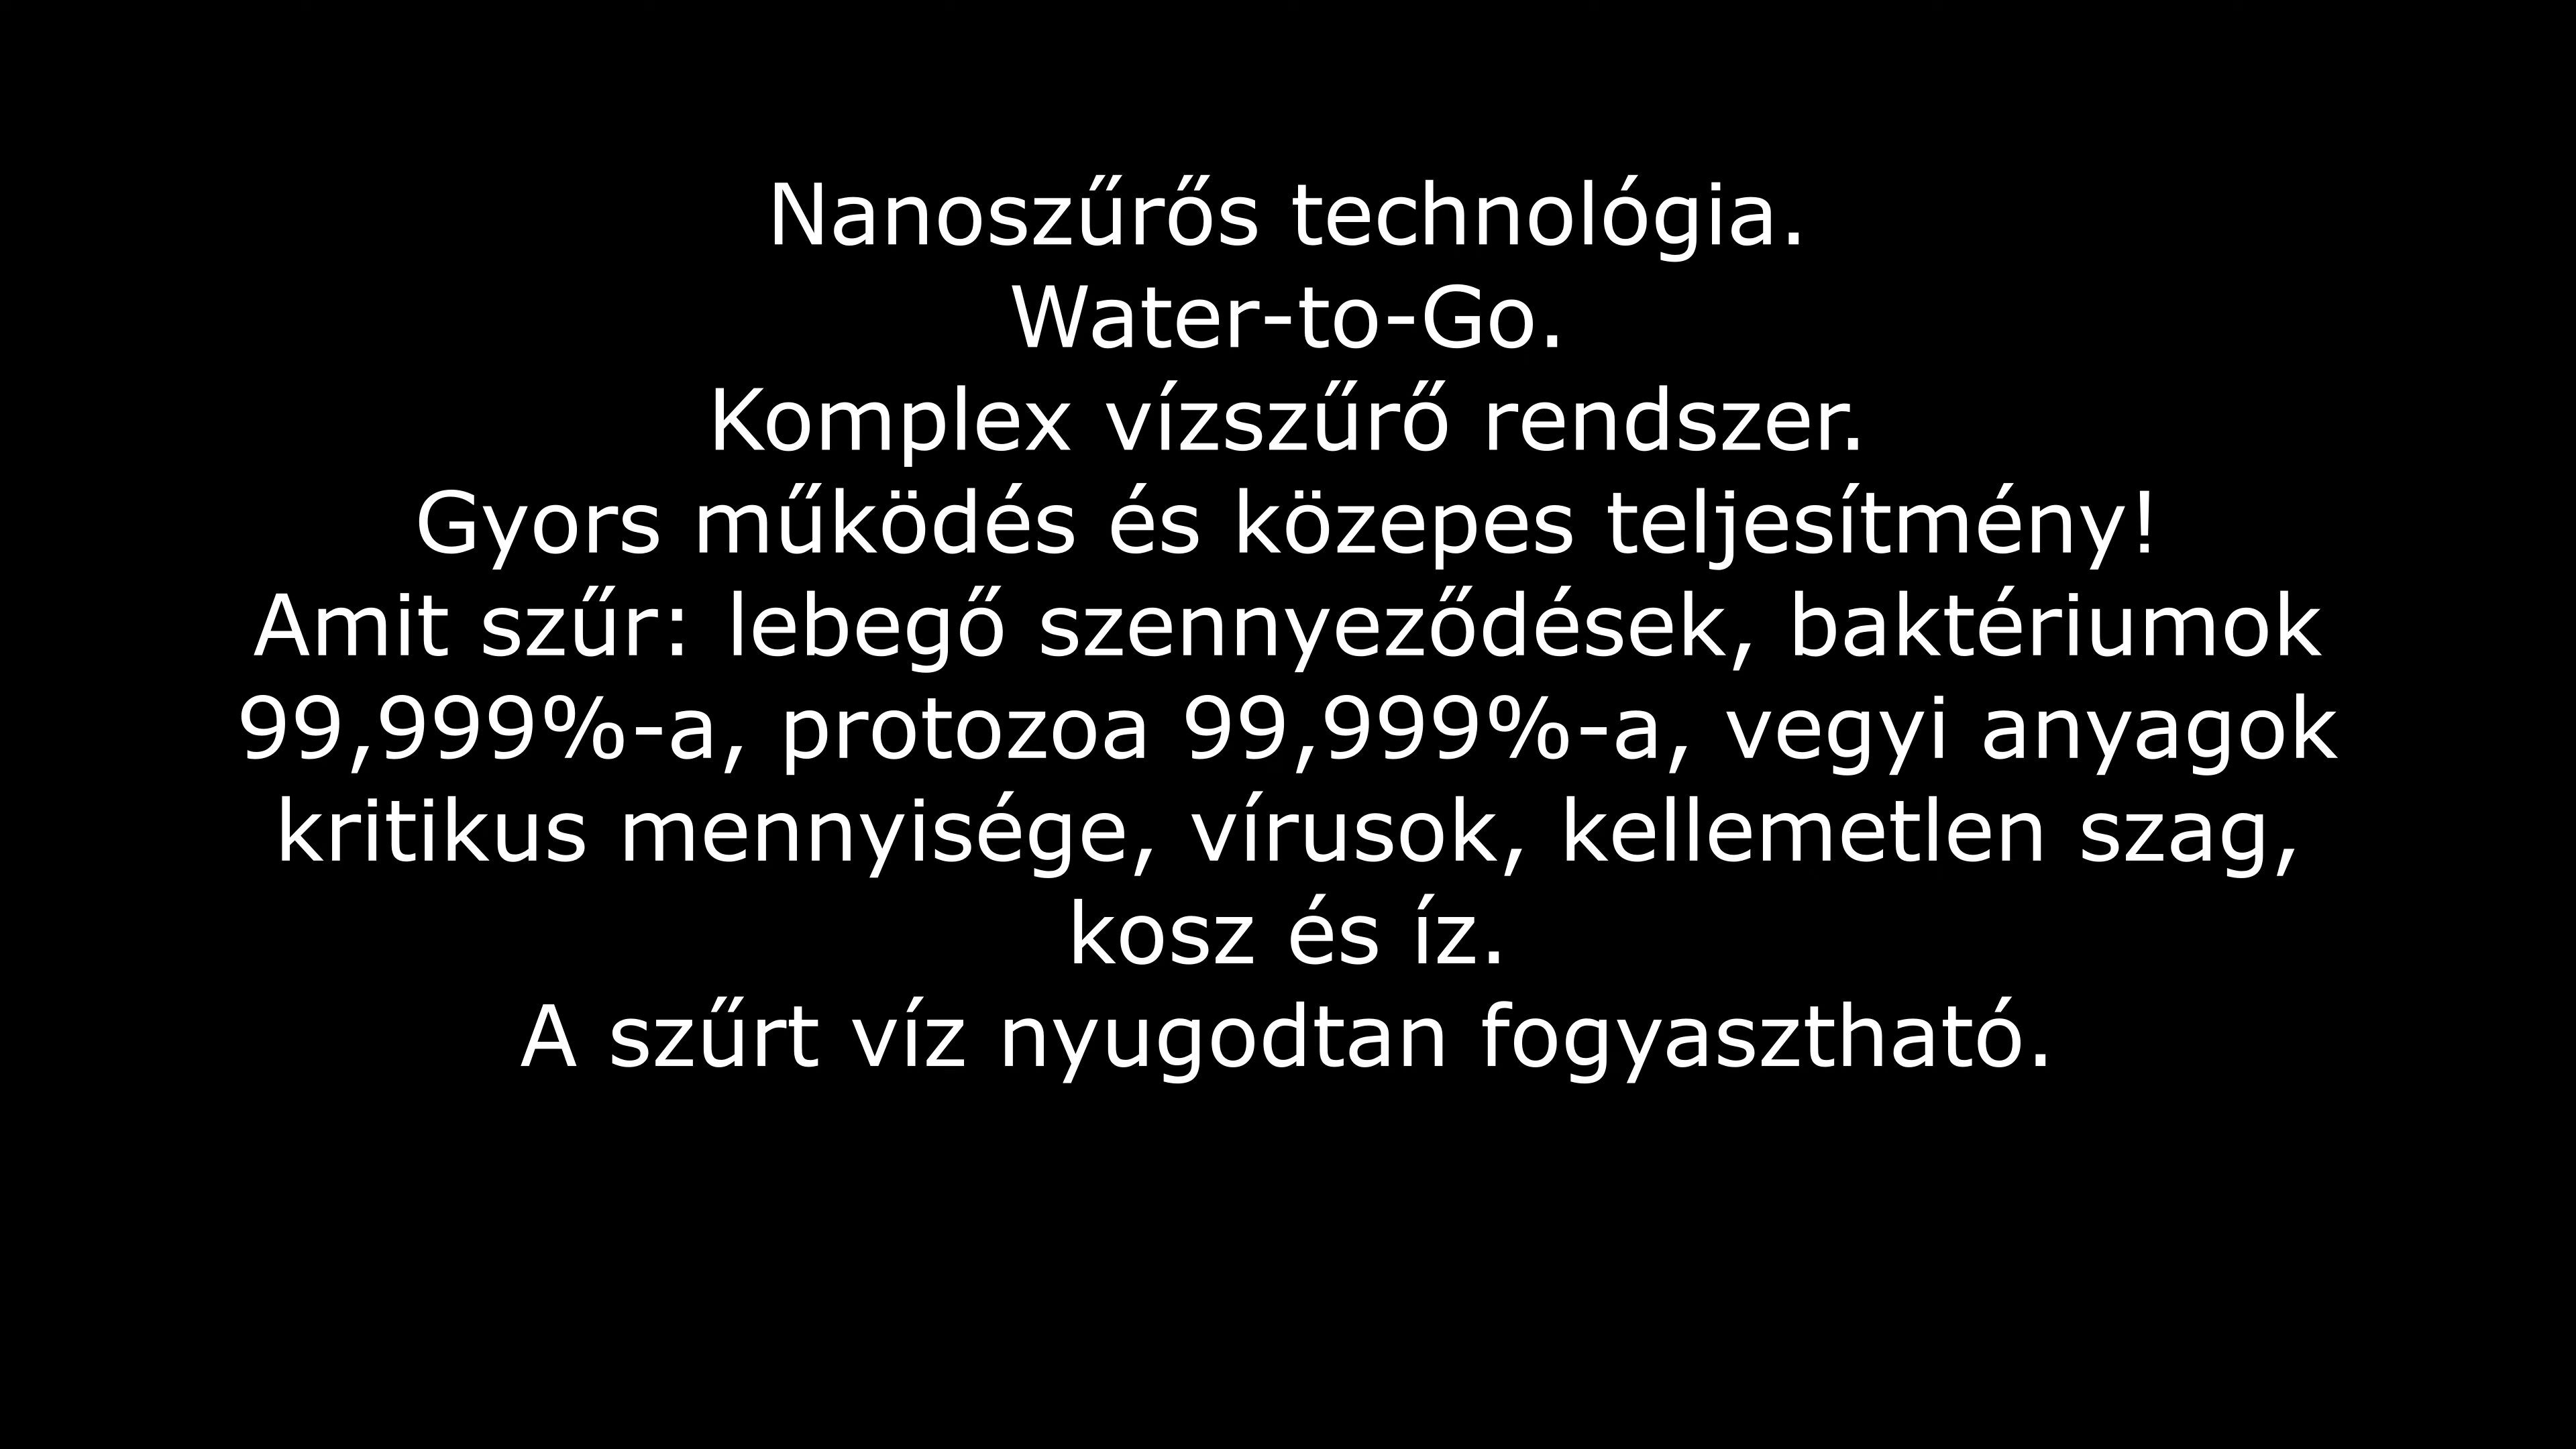 Nanoszűrős technológia.
Water-to-Go.
Komplex vízszűrő rendszer.
Gyors működés és közepes teljesítmény!
Amit szűr: lebegő szennyeződések, baktériumok
99,999%-a, protozoa 99,999%-a, vegyi anyagok
kritikus mennyisége, vírusok, kellemetlen szag,
kosz és íz.
A szűrt víz nyugodtan fogyasztható.